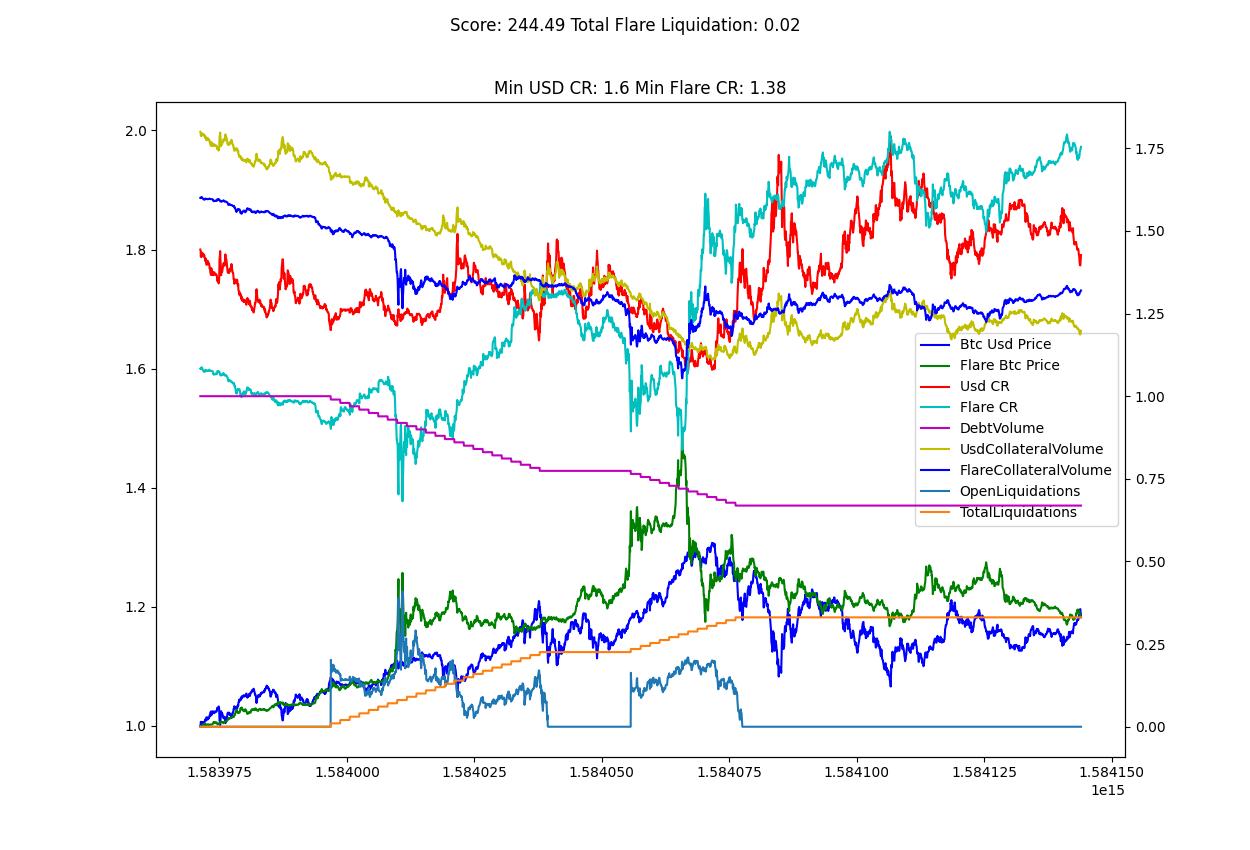 Score: 244.49 Total Flare Liquidation: 0.02
Min USD CR: 1.6 Min Flare CR: 1.38
2.0
1.8
1.6
1.4
1.2
1.0
1.75
1.50
1.25
1.00
0.75
0.50
0.25
0.00
Btc Usd Price
Flare Btc Price
Usd CR
Flare CR
DebtVolume
UsdCollateralVolume
FlareCollateralVolume
OpenLiquidations
TotalLiquidations
1.583975 1.584000 1.584025 1.584050 1.584075 1.584100 1.584125 1.584150
1e15